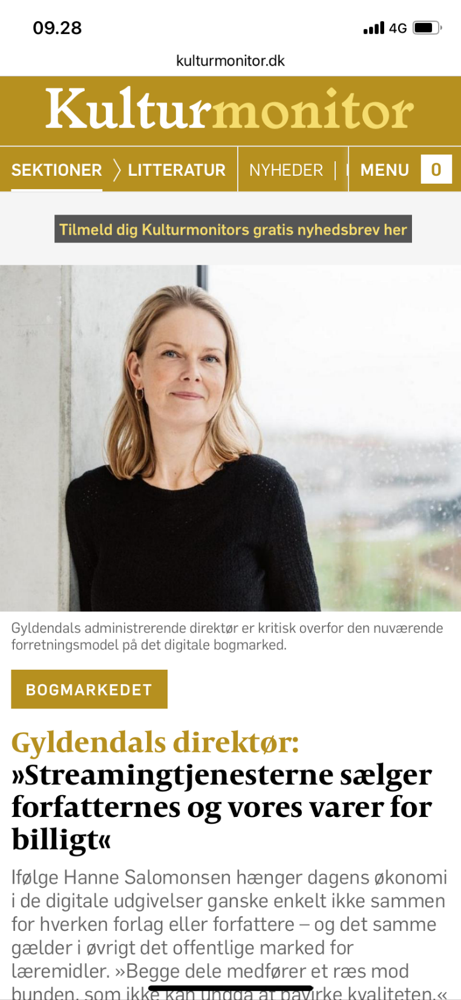 09.28
4G
kulturmonitor.dk
Kulturmonitor
SEKTIONER LITTERATUR NYHEDER MENU 0
Tilmeld dig Kulturmonitors gratis nyhedsbrev her
Gyldendals administrerende direktør er kritisk overfor den nuværende
forretningsmodel på det digitale bogmarked.
BOGMARKEDET
Gyldendals direktør:
»Streamingtjenesterne sælger
forfatternes og vores varer for
billigt«
Ifølge Hanne Salomonsen hænger dagens økonomi
i de digitale udgivelser ganske enkelt ikke sammen
for hverken forlag eller forfattere – og det samme
gælder i øvrigt det offentlige marked for
læremidler. »Begge dele medfører et ræs mod
bunden, som ikke kan undgå at påvirke kvaliteten.«